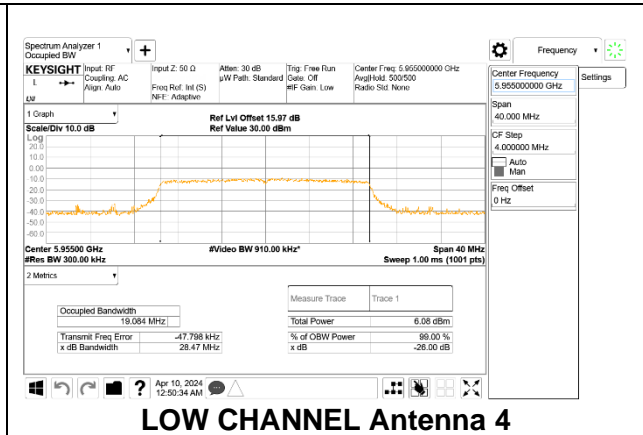 Spectrum Analyzer 1
Occupied BW
Frequency
KEYSIGHT
Input: RF
Coupling: AC
Align: Auto
Input Z: 50 Ω
Freq Ref: Int (S)
NFE: Adaptive
Atten: 30 dB
µW Path: Standard
Trig: Free Run
Gate: Off
#IF Gain: Low
Center Freq: 5.955000000 GHz
Avg|Hold: 500/500
Radio Std: None
L
Center Frequency
5.955000000 GHz
Settings
Span
40.000 MHz
CF Step
4.000000 MHz
Auto
Man
Freq Offset
0 Hz
1 Graph
Scale/Div 10.0 dB
Ref Lvl Offset 15.97 dB
Ref Value 30.00 dBm
Log
20.0
10.0
0.00
-10.0
-20.0
-30.0
-40.0
-50.0
-60.0
Center 5.95500 GHz
#Res BW 300.00 kHz
#Video BW 910.00 kHz*
Span 40 MHz
Sweep 1.00 ms (1001 pts)
2 Metrics
Measure Trace
Trace 1
Occupied Bandwidth
19.084 MHz
Total Power
6.08 dBm
Transmit Freq Error
-47.798 kHz
% of OBW Power
99.00 %
x dB Bandwidth
28.47 MHz
x dB
-26.00 dB
?
Apr 10, 2024
12:50:34 AM
LOW CHANNEL Antenna 4